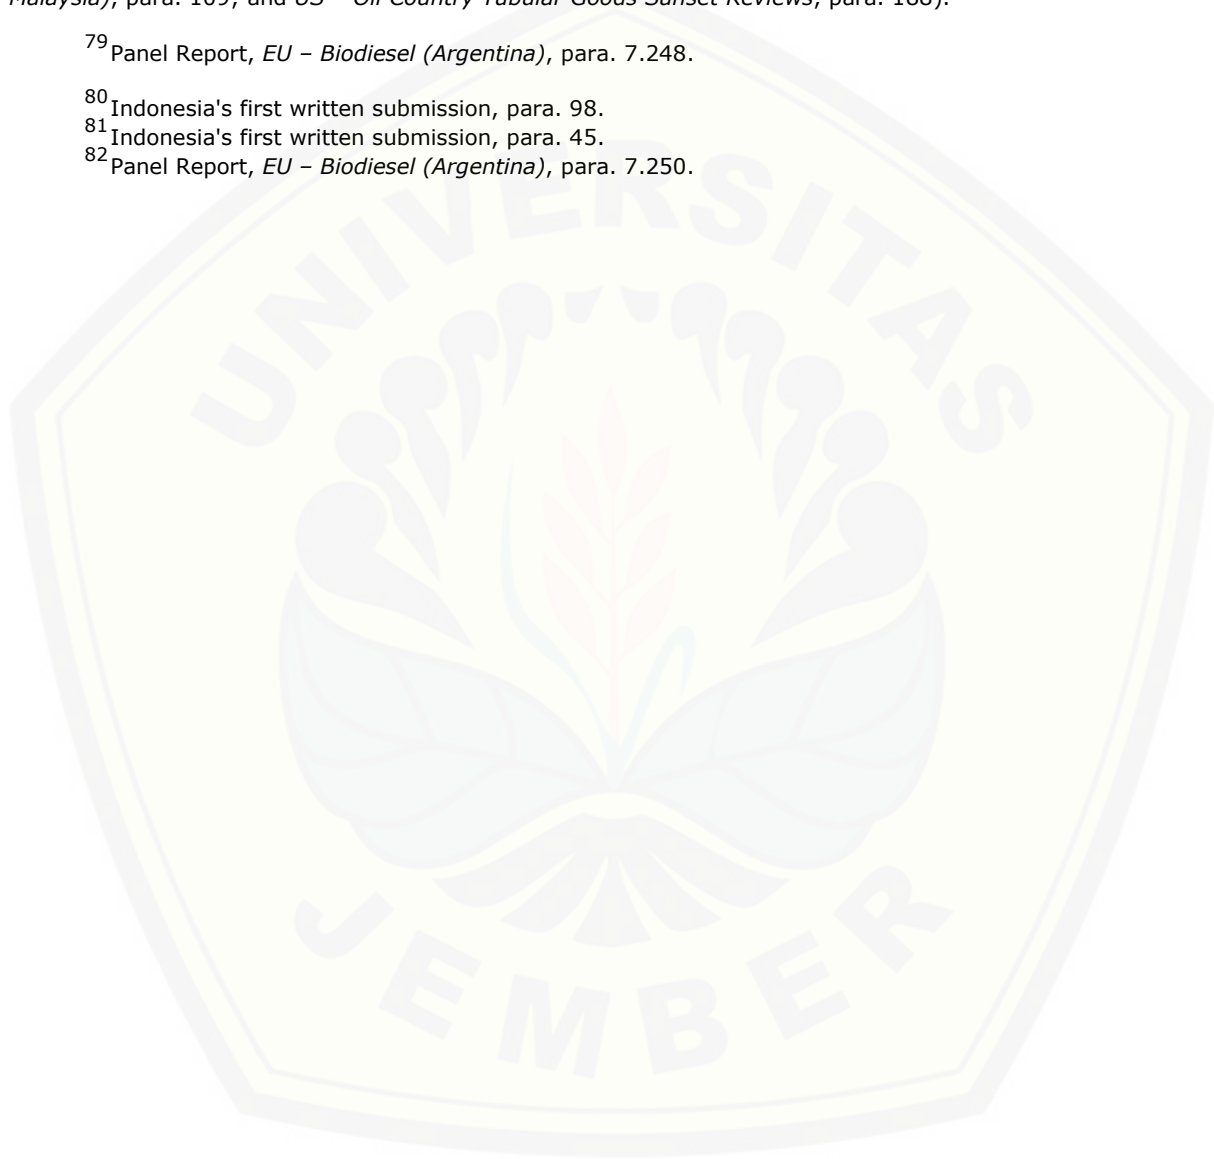 Malaysia), para. 109; and US – Oil Country Tubular Goods Sunset Reviews, para. 188).
79 Panel Report, EU – Biodiesel (Argentina), para. 7.248.
80 Indonesia's first written submission, para. 98.
81 Indonesia's first written submission, para. 45.
82 Panel Report, EU – Biodiesel (Argentina), para. 7.250.
UNIVERSITAS
JEMBER